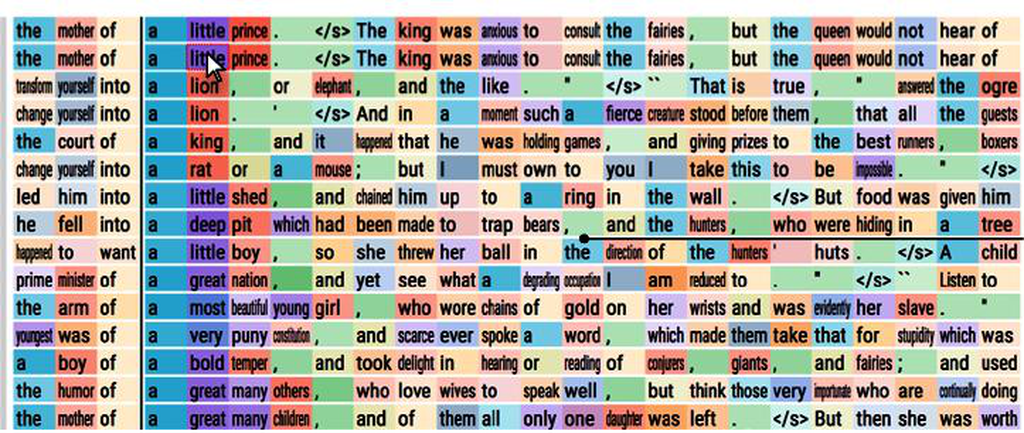 the mother of a little prince . </s> The king was anxious to consult the fairies , but the queen would not hear of
the mother of a little prince . </s> The king was anxious to consult the fairies , but the queen would not hear of
transform yourself into a lion , or elephant , and the like . " </s> `` That is true , " answered the ogre
change yourself into a lion . ' </s> And in a moment such a fierce creature stood before them , that all the guests
the court of a king , and it happened that he was holding games , and giving prizes to the best runners , boxers
change yourself into a rat or a mouse ; but I must own to you I take this to be impossible . " </s>
led him into a little shed , and chained him up to a ring in the wall . </s> But food was given him
he fell into a deep pit which had been made to trap bears , and the hunters , who were hiding in a tree
happened to want a little boy , so she threw her ball in the direction of the hunters ' huts . </s> A child
prime minister of a great nation , and yet see what a degrading occupation I am reduced to . " </s> `` Listen to
the arm of a most beautiful young girl , who wore chains of gold on her wrists and was evidently her slave . "
youngest was of a very puny constitution , and scarce ever spoke a word , which made them take that for stupidity which was
a boy of a bold temper , and took delight in hearing or reading of conjurers , giants , and fairies ; and used
the humor of a great many others , who love wives to speak well , but think those very importunate who are continually doing
the mother of a great many children , and of them all only one daughter was left . </s> But then she was worth